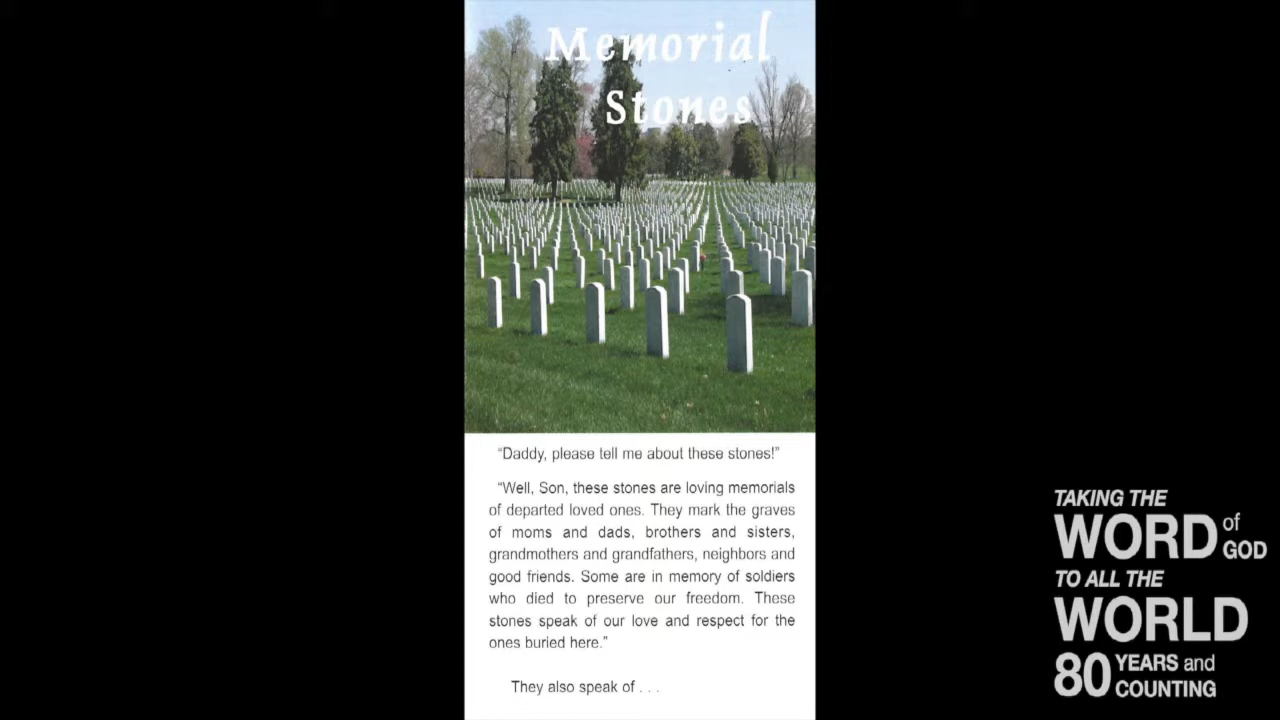 Memorial
Stones
“Daddy, please tell me about these stones!”
“Well, Son, these stones are loving memorials
of departed loved ones. They mark the graves
of moms and dads, brothers and sisters,
grandmothers and grandfathers, neighbors and
good friends. Some are in memory of soldiers
who died to preserve our freedom. These
stones speak of our love and respect for the
ones buried here.”
They also speak of . . .
TAKING THE
WORD of GOD
TO ALL THE
WORLD
80 YEARS and COUNTING